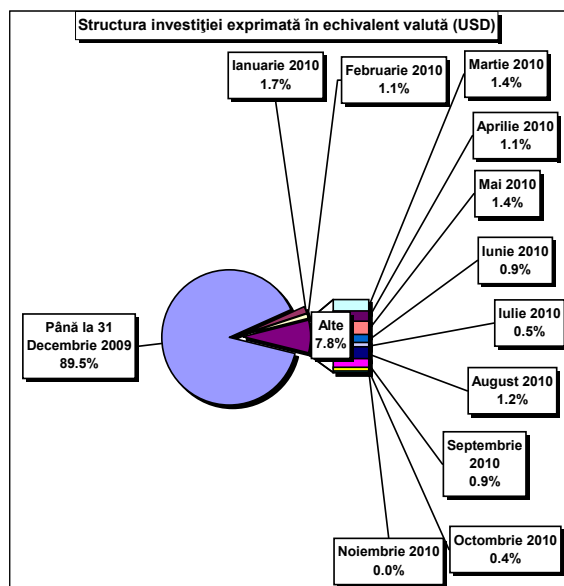 Structura investiţiei exprimată în echivalent valută (USD)
Ianuarie 2010
1.7%
Februarie 2010
1.1%
Martie 2010
1.4%
Aprilie 2010
1.1%
Mai 2010
1.4%
Iunie 2010
0.9%
Iulie 2010
0.5%
August 2010
1.2%
Septembrie
2010
0.9%
Octombrie 2010
0.4%
Noiembrie 2010
0.0%
Alte
7.8%
Până la 31
Decembrie 2009
89.5%